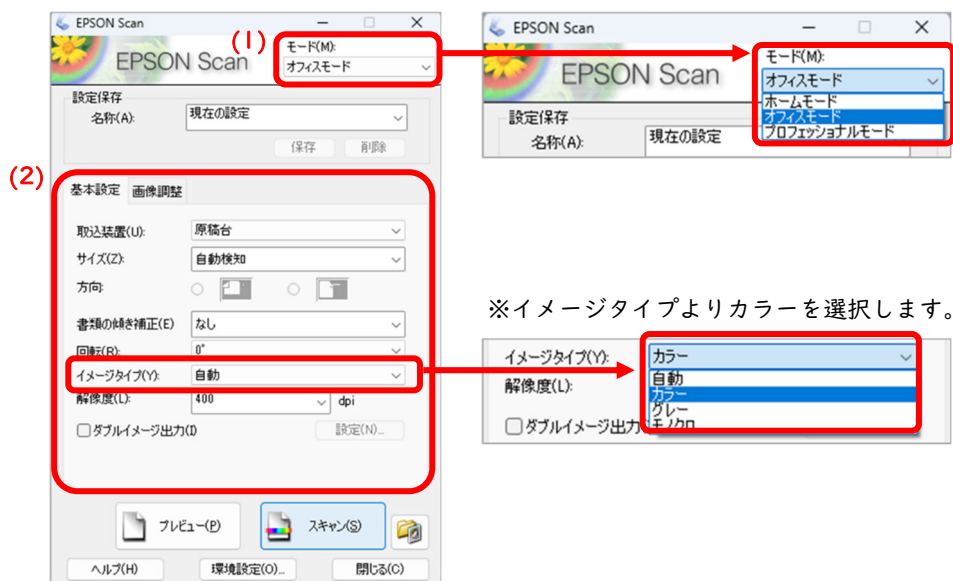 EPSON Scan
EPSON Scan
(1)
モード(M):
オフィスモード
設定保存
名称(A):
現在の設定
保存
削除
(2)
基本設定
画像調整
取込装置(U):
原稿台
サイズ(Z):
自動検知
方向:
書類の傾き補正(E)
なし
回転(R):
0°
イメージタイプ(Y):
自動
解像度(L):
400
dpi
ダブルイメージ出力(I)
設定(N)...
プレビュー(P)
スキャン(S)
ヘルプ(H)
環境設定(O)...
閉じる(C)
EPSON Scan
EPSON Scan
モード(M):
オフィスモード
ホームモード
オフィスモード
プロフェッショナルモード
設定保存
名称(A):
現在の設定
※イメージタイプよりカラーを選択します。
イメージタイプ(Y):
カラー
自動
カラー
グレー
モノクロ
解像度(L):
ダブルイメージ出力